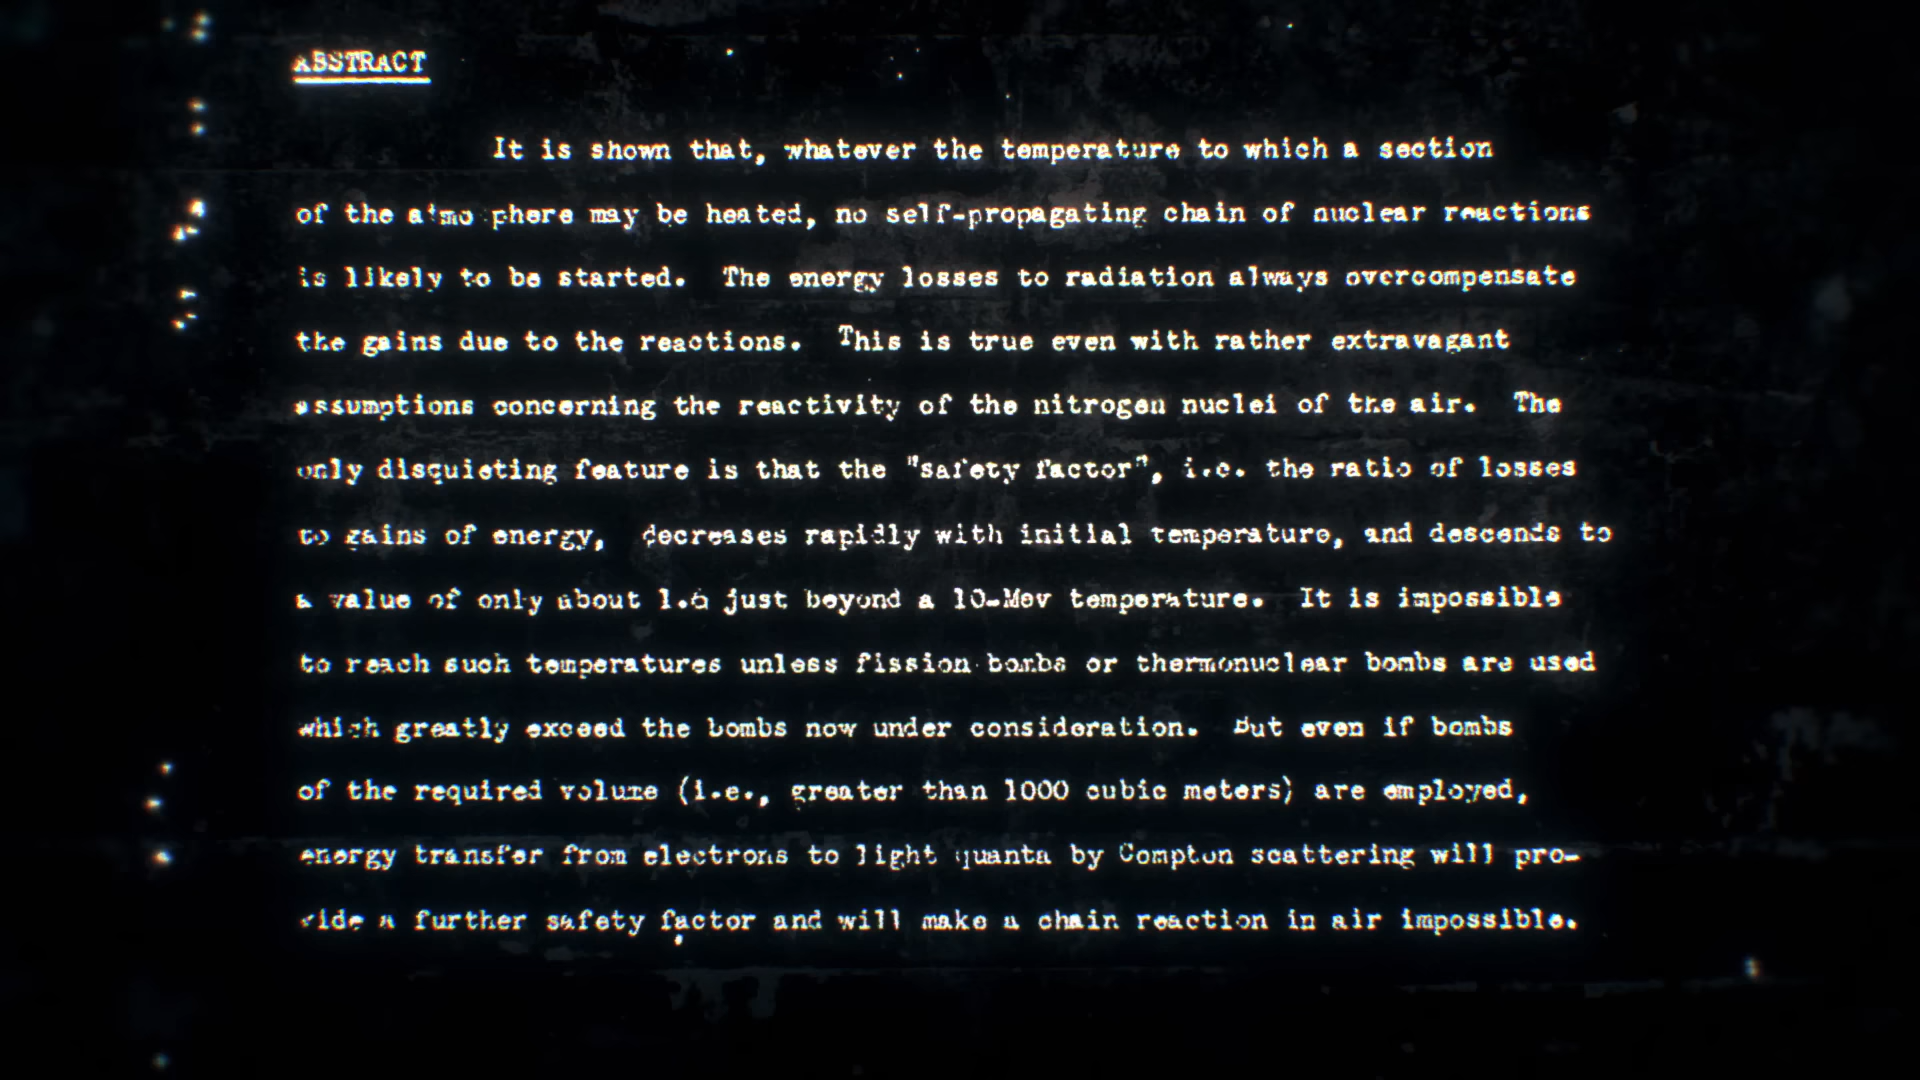 ABSTRACT
It is shown that, whatever the temperature to which a section
of the atmosphere may be heated, no self-propagating chain of nuclear reactions
is likely to be started. The energy losses to radiation always overcompensate
the gains due to the reactions. This is true even with rather extravagant
assumptions concerning the reactivity of the nitrogen nuclei of the air. The
only disquieting feature is that the "safety factor", i.e. the ratio of losses
to gains of energy, decreases rapidly with initial temperature, and descends to
a value of only about 1.6 just beyond a 10-Mev temperature. It is impossible
to reach such temperatures unless fission bombs or thermonuclear bombs are used
which greatly exceed the bombs now under consideration. But even if bombs
of the required volume (i.e., greater than 1000 cubic meters) are employed,
energy transfer from electrons to light quanta by Compton scattering will pro-
vide a further safety factor and will make a chain reaction in air impossible.